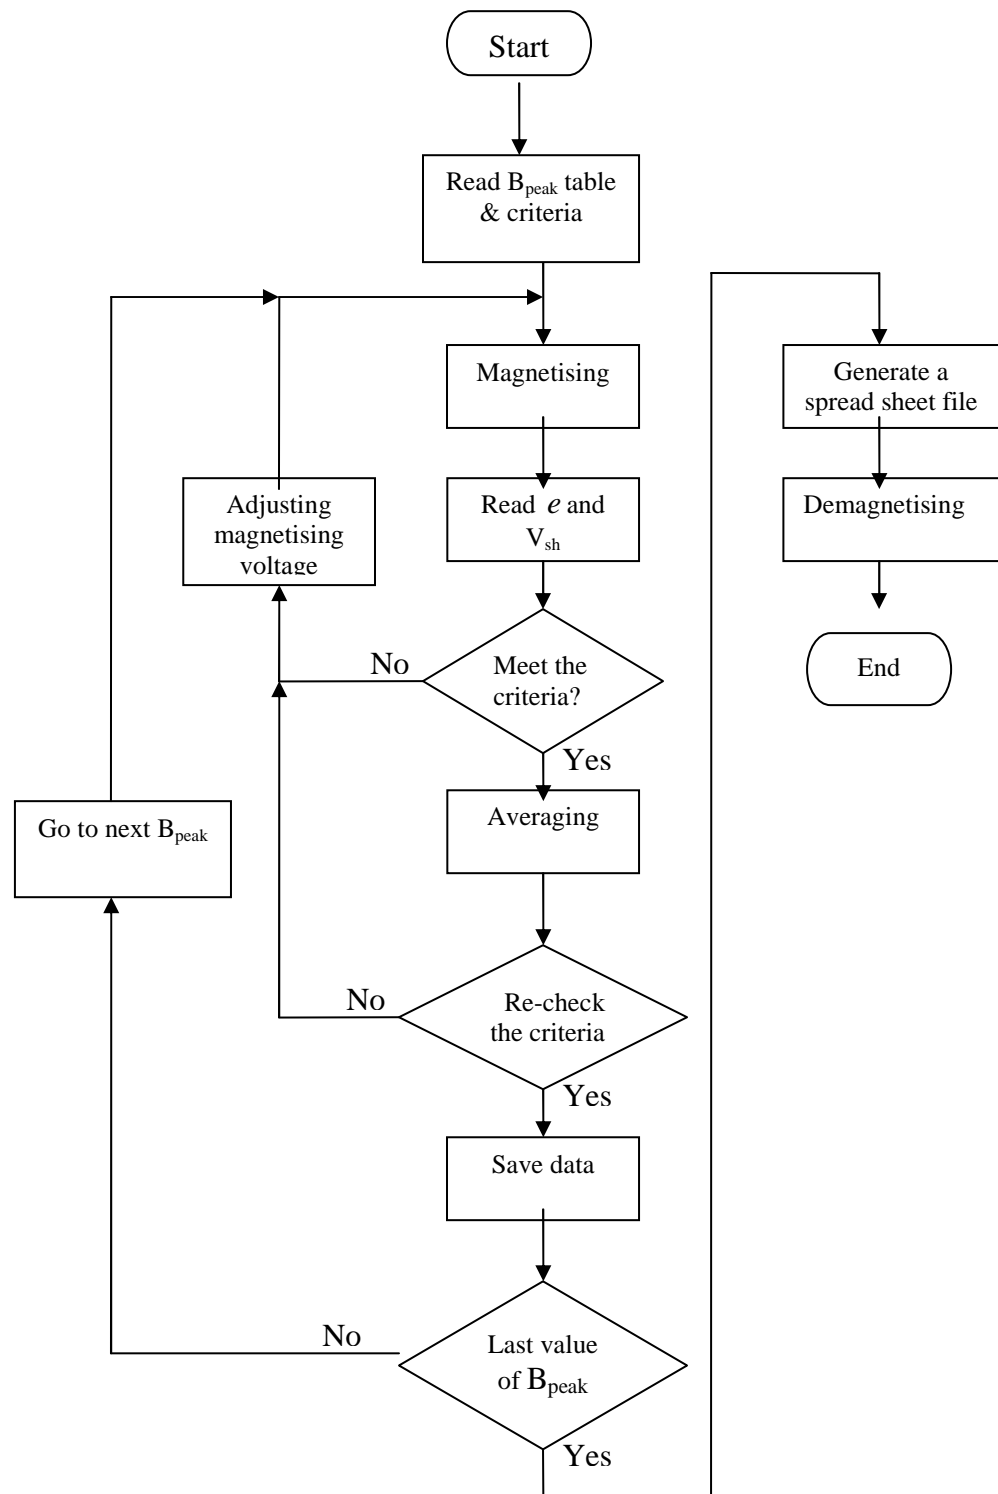 Start
Read B_peak table
& criteria
Magnetising
Read e and
V_sh
Meet the
criteria?
No
Yes
Adjusting
magnetising
voltage
Averaging
Re-check
the criteria
No
Yes
Save data
Last value
of B_peak
No
Yes
Go to next B_peak
Generate a
spread sheet file
Demagnetising
End